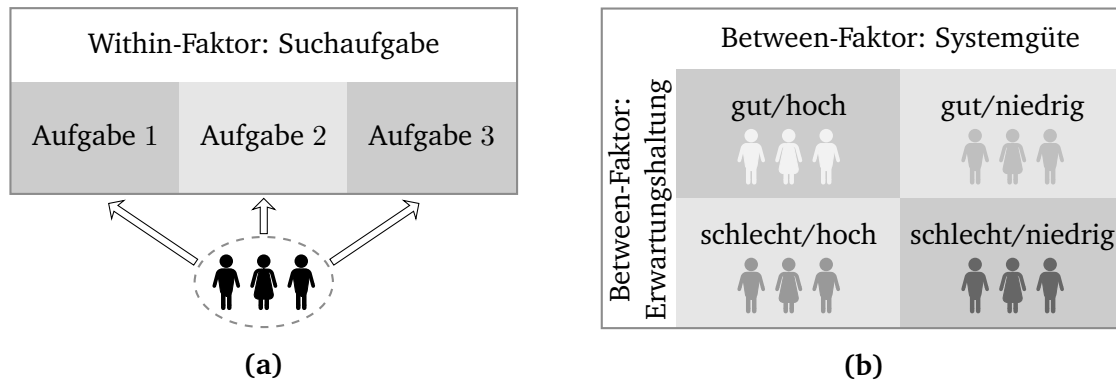 Within-Faktor: Suchaufgabe
Aufgabe 1 Aufgabe 2 Aufgabe 3
(a)
Between-Faktor: Systemgüte
Between-Faktor:
Erwartungshaltung
gut/hoch gut/niedrig
schlecht/hoch schlecht/niedrig
(b)